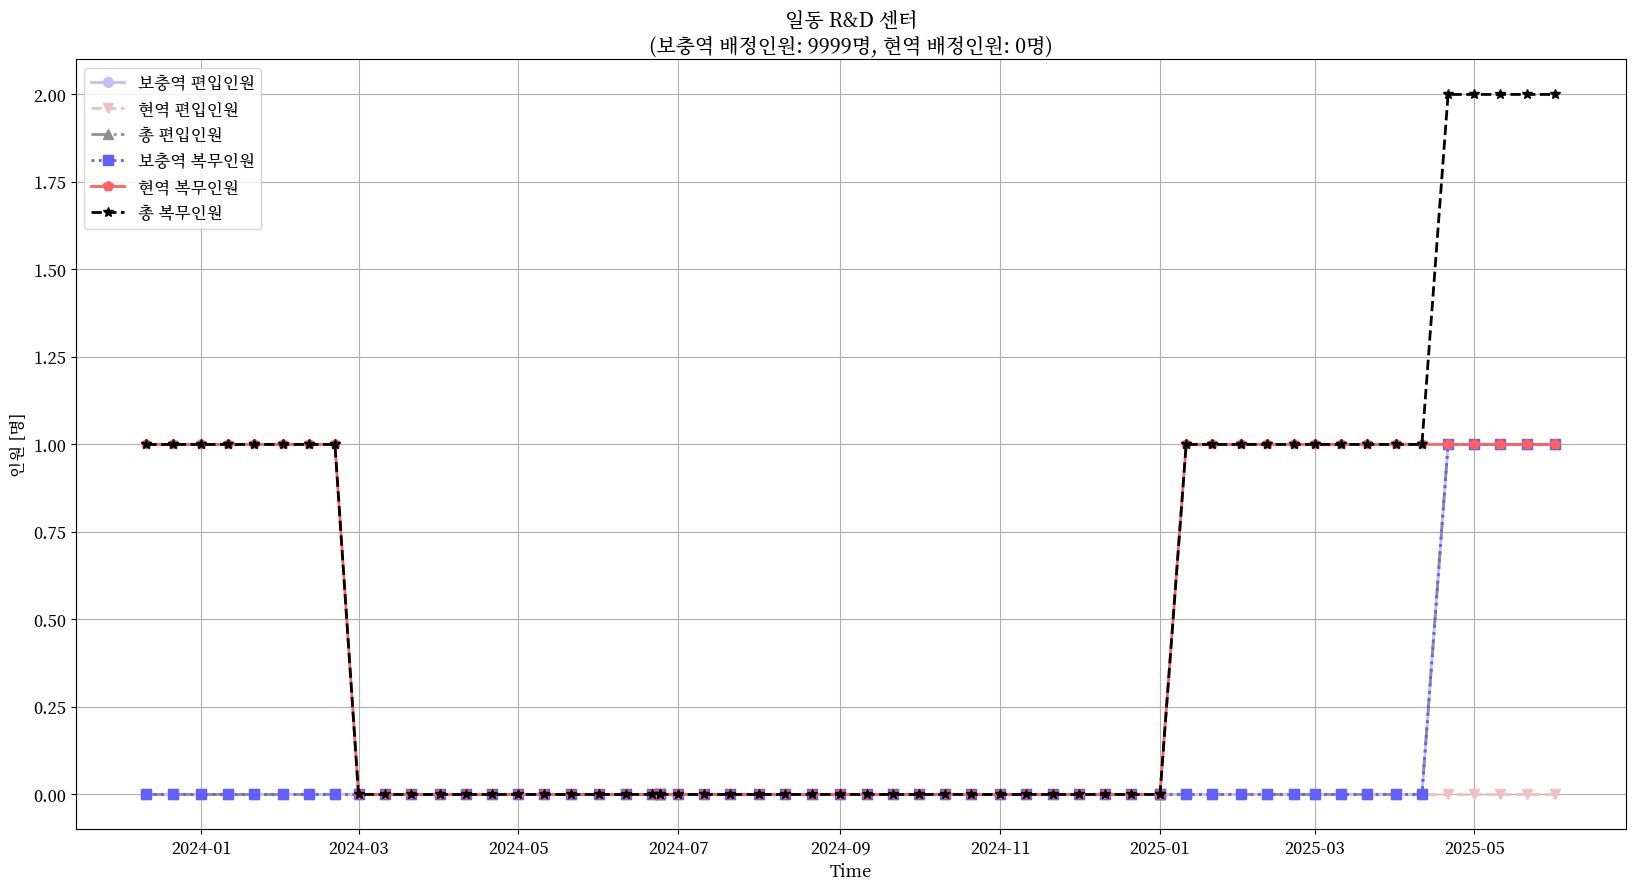 일동 R&D 센터
(보충역 배정인원: 9999명, 현역 배정인원: 0명)
보충역 편입인원
현역 편입인원
총 편입인원
보충역 복무인원
현역 복무인원
총 복무인원
인원 [명]
2.00
1.75
1.50
1.25
1.00
0.75
0.50
0.25
0.00
2024-01
2024-03
2024-05
2024-07
2024-09
2024-11
2025-01
2025-03
2025-05
Time